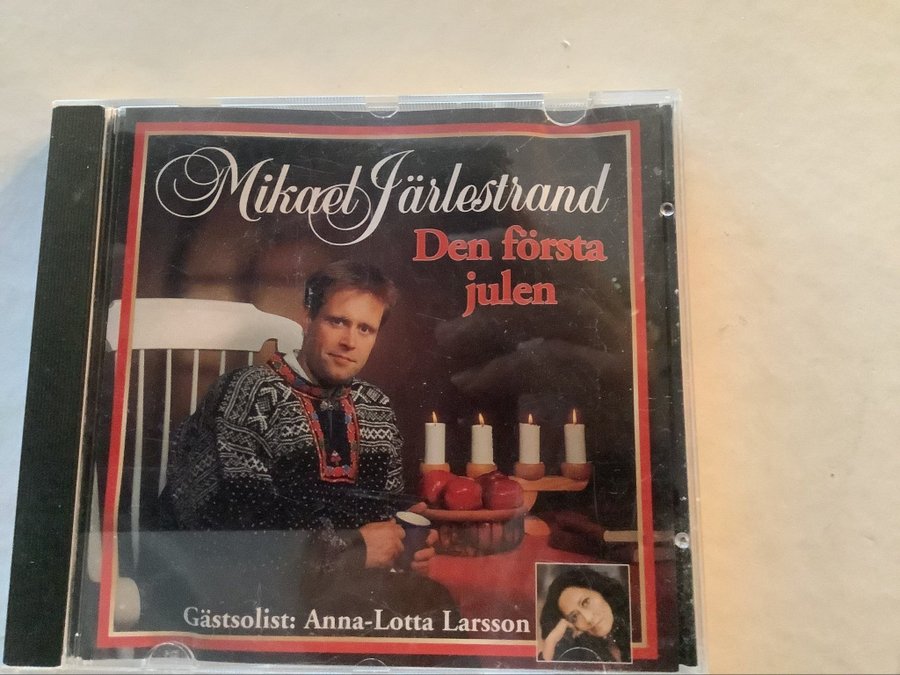 Mikael Järlestrand
Den första
julen
Gästsolist: Anna-Lotta Larsson